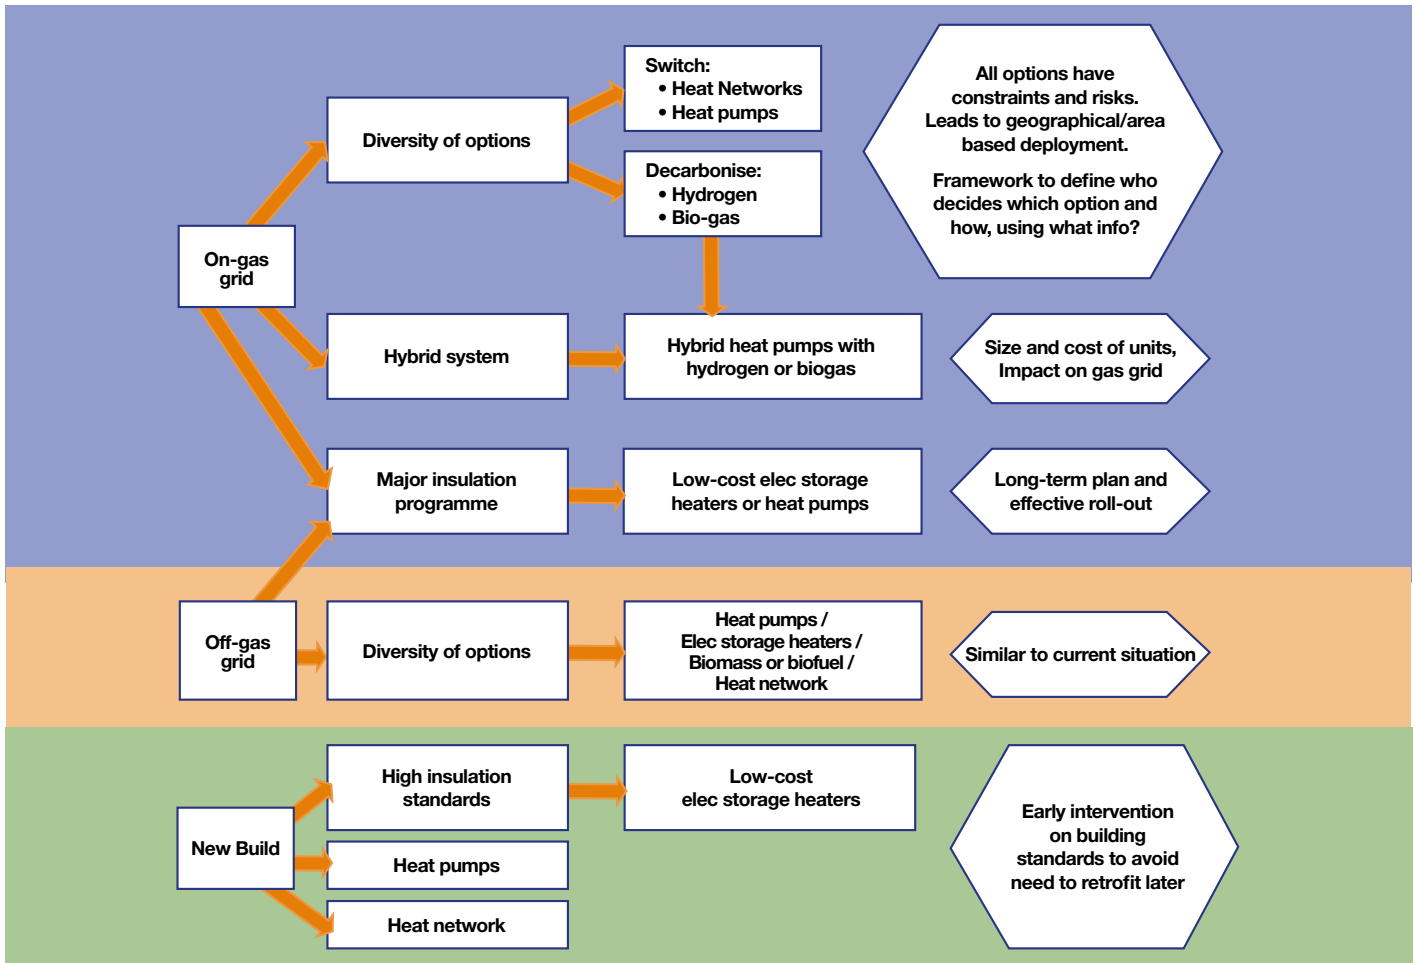 On-gas
grid
Diversity of options
Switch:
• Heat Networks
• Heat pumps
Decarbonise:
• Hydrogen
• Bio-gas
All options have
constraints and risks.
Leads to geographical/area
based deployment.
Framework to define who
decides which option and
how, using what info?
Hybrid system
Hybrid heat pumps with
hydrogen or biogas
Size and cost of units,
Impact on gas grid
Major insulation
programme
Low-cost elec storage
heaters or heat pumps
Long-term plan and
effective roll-out
Off-gas
grid
Diversity of options
Heat pumps /
Elec storage heaters /
Biomass or biofuel /
Heat network
Similar to current situation
New Build
High insulation
standards
Low-cost
elec storage heaters
Heat pumps
Heat network
Early intervention
on building
standards to avoid
need to retrofit later